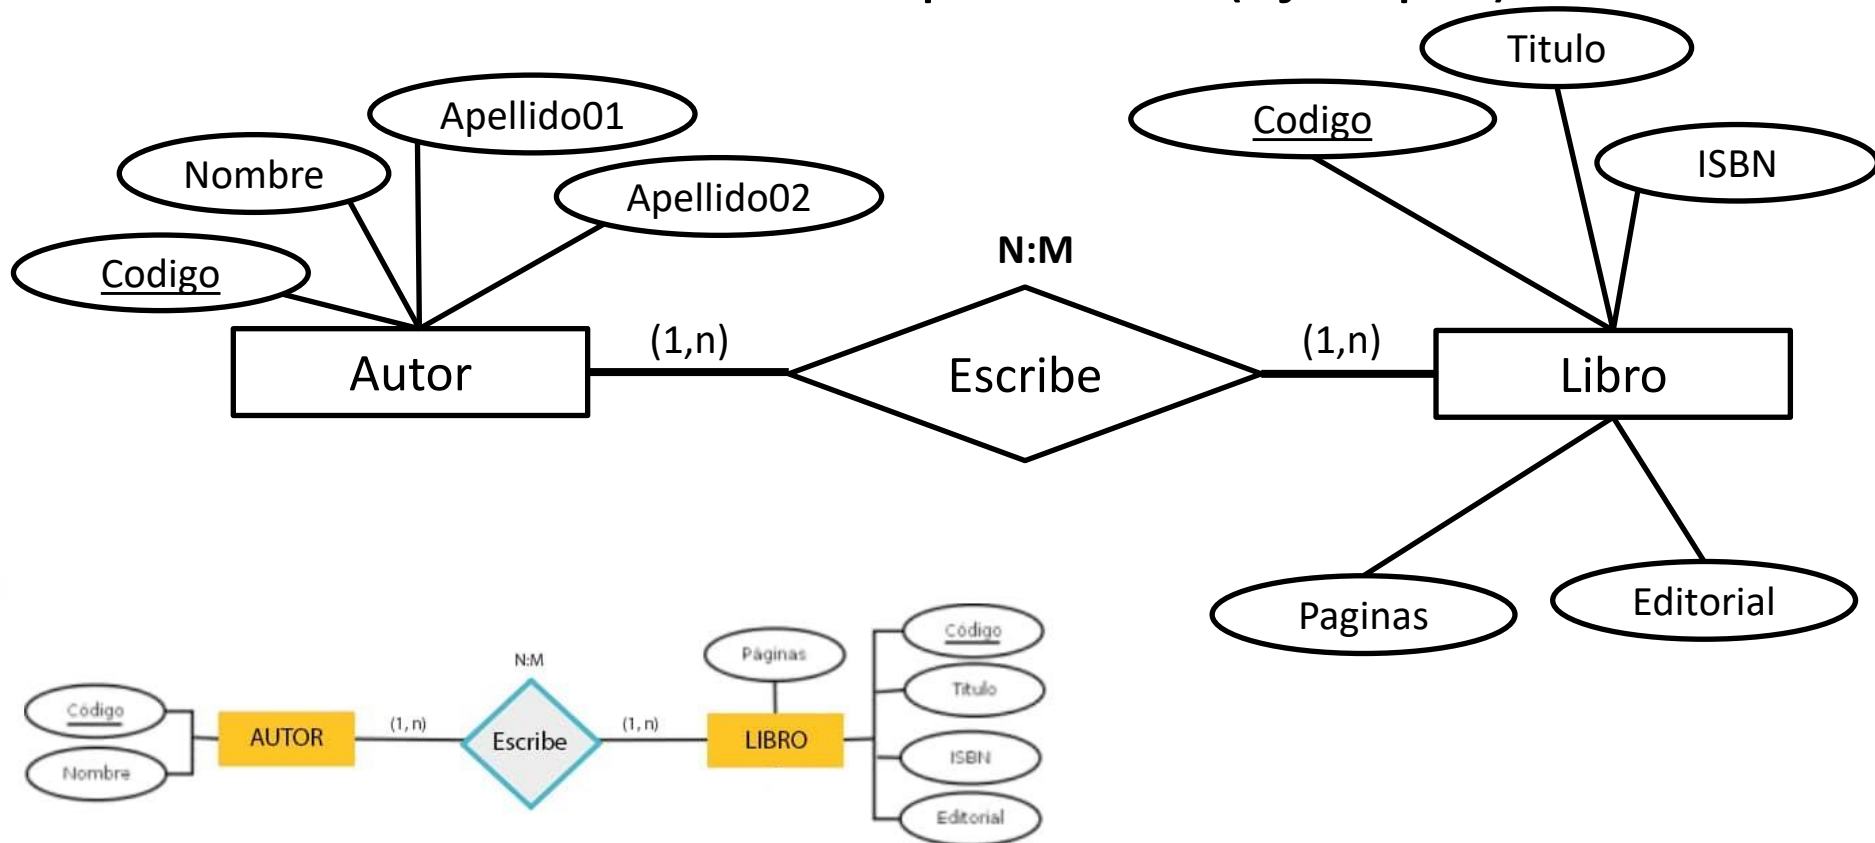 Titulo
Apellido01
Codigo
Nombre
ISBN
Apellido02
N:M
Codigo
(1,n)
(1,n)
Autor
Escribe
Libro
Paginas
Editorial
Código
Páginas
N:M
Titulo
Código
(1, n)
(1, n)
AUTOR
Escribe
LIBRO
ISBN
Nombre
Editorial